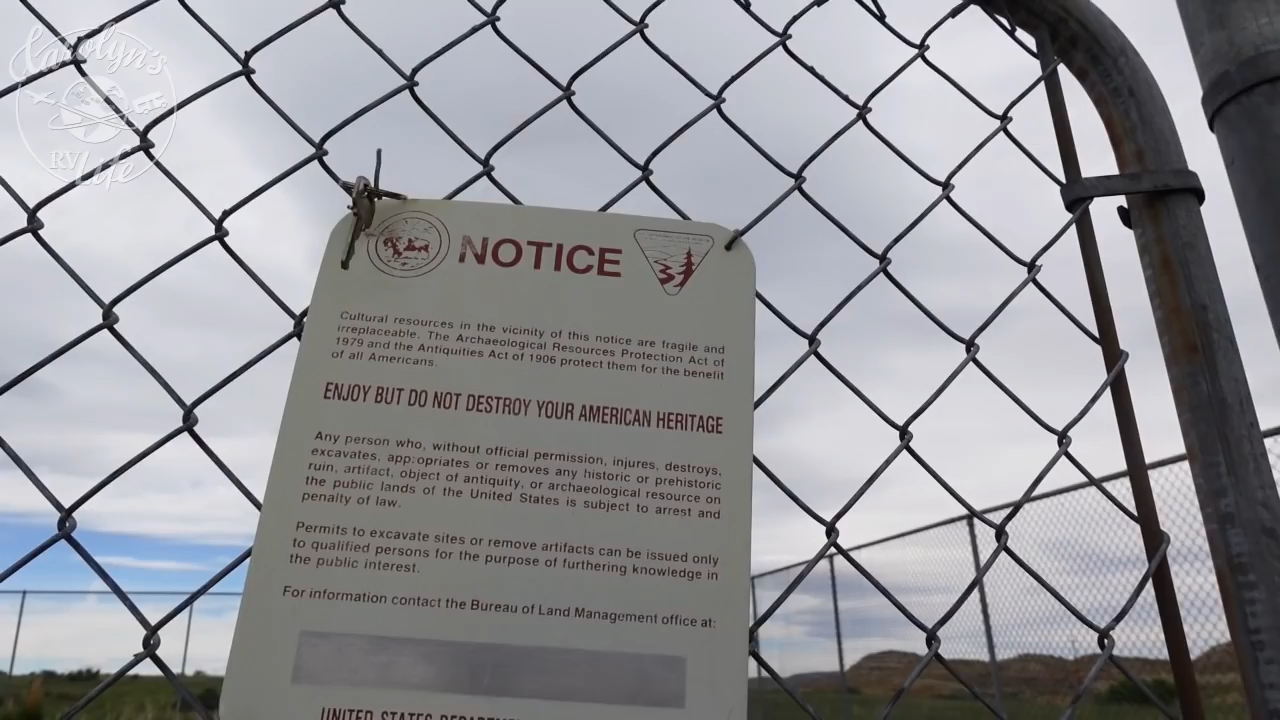 Karolyn's
RV Life
NOTICE
Cultural resources in the vicinity of this notice are fragile and
irreplaceable. The Archaeological Resources Protection Act of
1979 and the Antiquities Act of 1906 protect them for the benefit
of all Americans.
ENJOY BUT DO NOT DESTROY YOUR AMERICAN HERITAGE
Any person who, without official permission, injures, destroys,
excavates, appropriates or removes any historic or prehistoric
ruin, artifact, object of antiquity, or archaeological resource on
the public lands of the United States is subject to arrest and
penalty of law.
Permits to excavate sites or remove artifacts can be issued only
to qualified persons for the purpose of furthering knowledge in
the public interest.
For information contact the Bureau of Land Management office at:
UNITED STATES